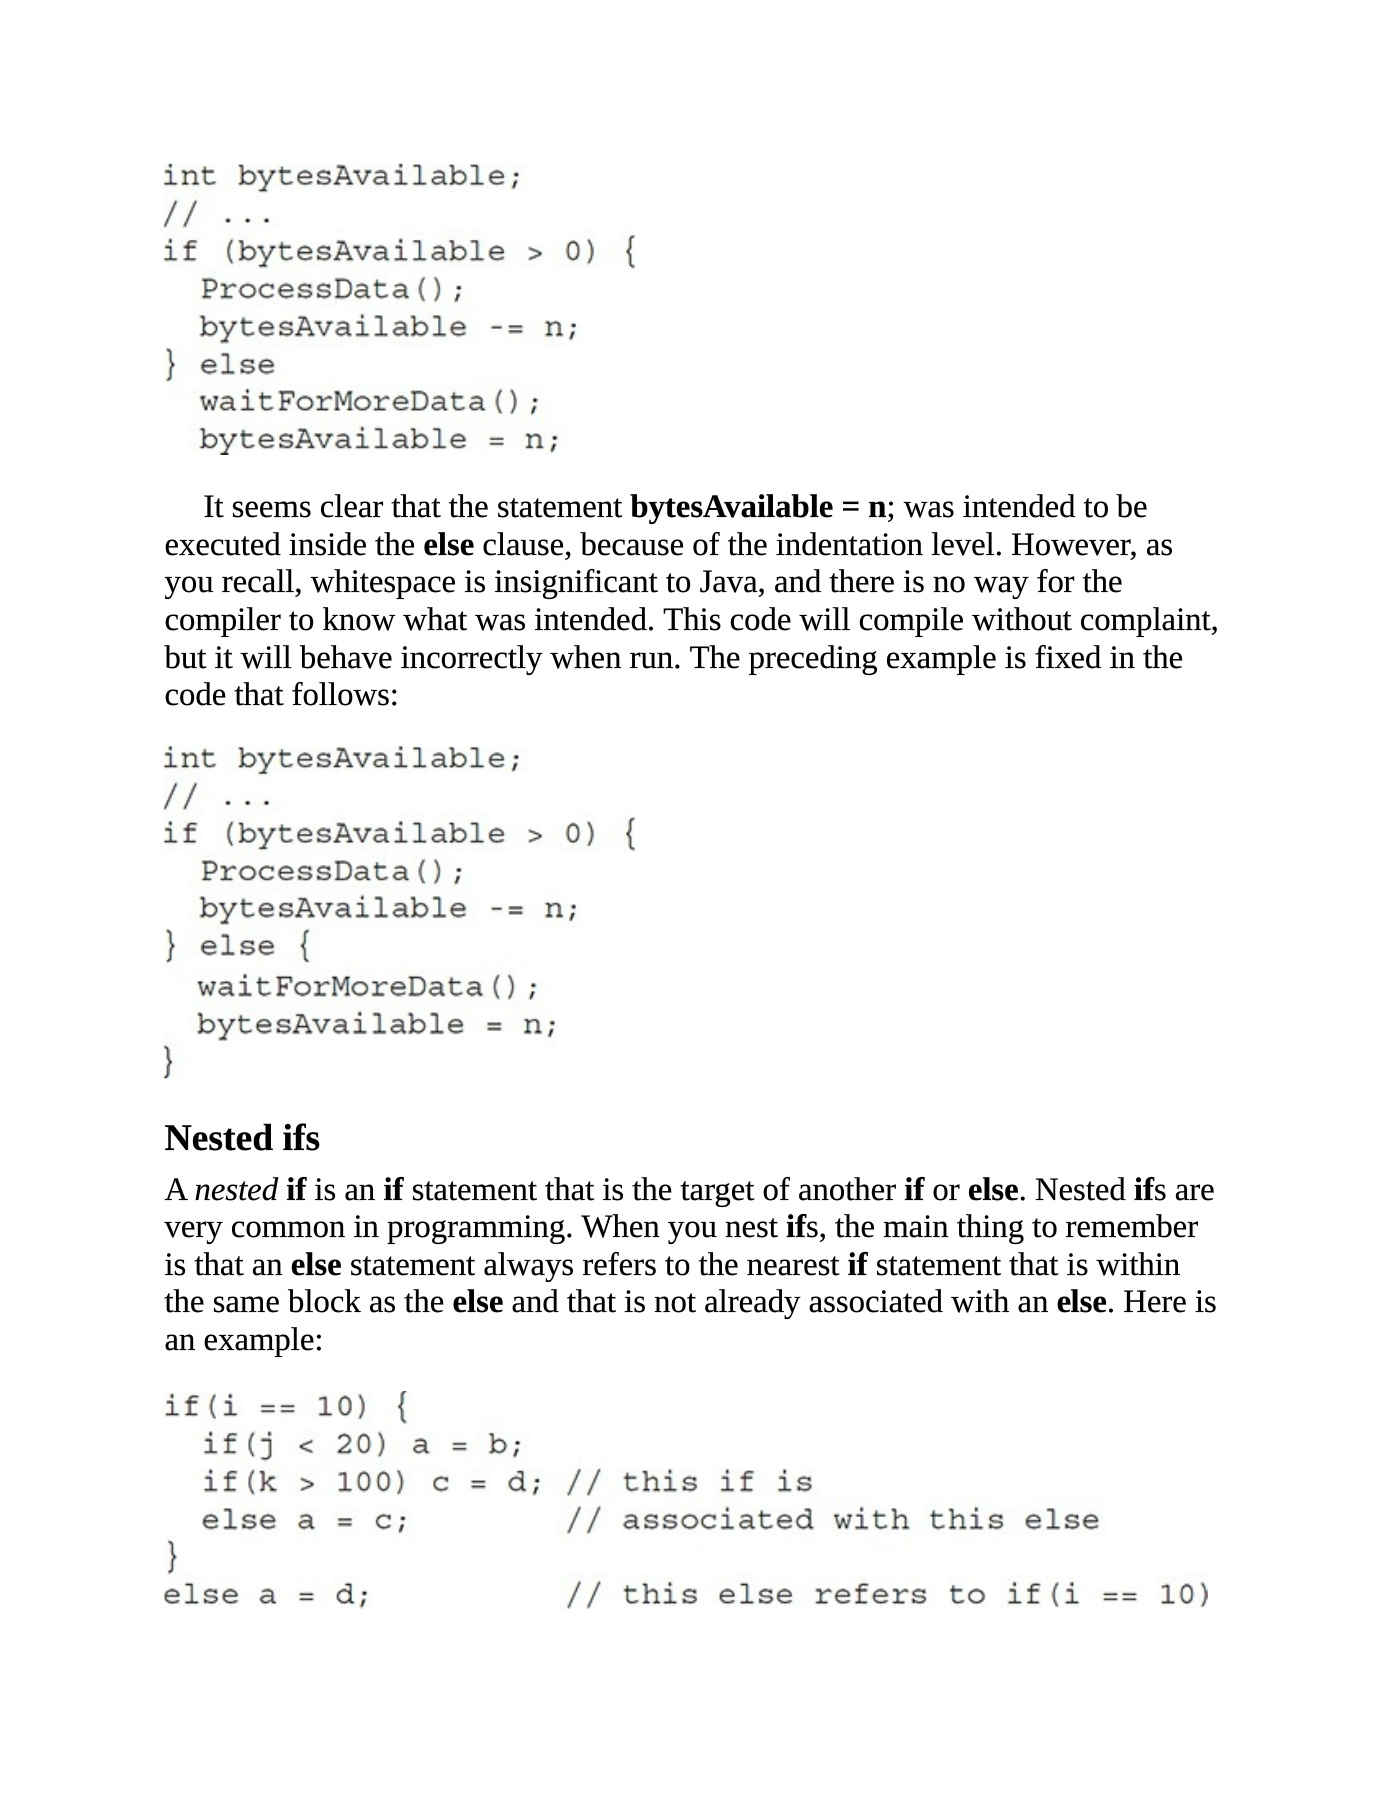 int bytesAvailable;
// ...
if (bytesAvailable > 0) {
  ProcessData();
  bytesAvailable -= n;
} else
  waitForMoreData();
  bytesAvailable = n;
It seems clear that the statement bytesAvailable = n; was intended to be
executed inside the else clause, because of the indentation level. However, as
you recall, whitespace is insignificant to Java, and there is no way for the
compiler to know what was intended. This code will compile without complaint,
but it will behave incorrectly when run. The preceding example is fixed in the
code that follows:
int bytesAvailable;
// ...
if (bytesAvailable > 0) {
  ProcessData();
  bytesAvailable -= n;
} else {
  waitForMoreData();
  bytesAvailable = n;
}
Nested ifs
A nested if is an if statement that is the target of another if or else. Nested ifs are
very common in programming. When you nest ifs, the main thing to remember
is that an else statement always refers to the nearest if statement that is within
the same block as the else and that is not already associated with an else. Here is
an example:
if(i == 10) {
  if(j < 20) a = b;
  if(k > 100) c = d; // this if is
  else a = c;        // associated with this else
}
else a = d;          // this else refers to if(i == 10)